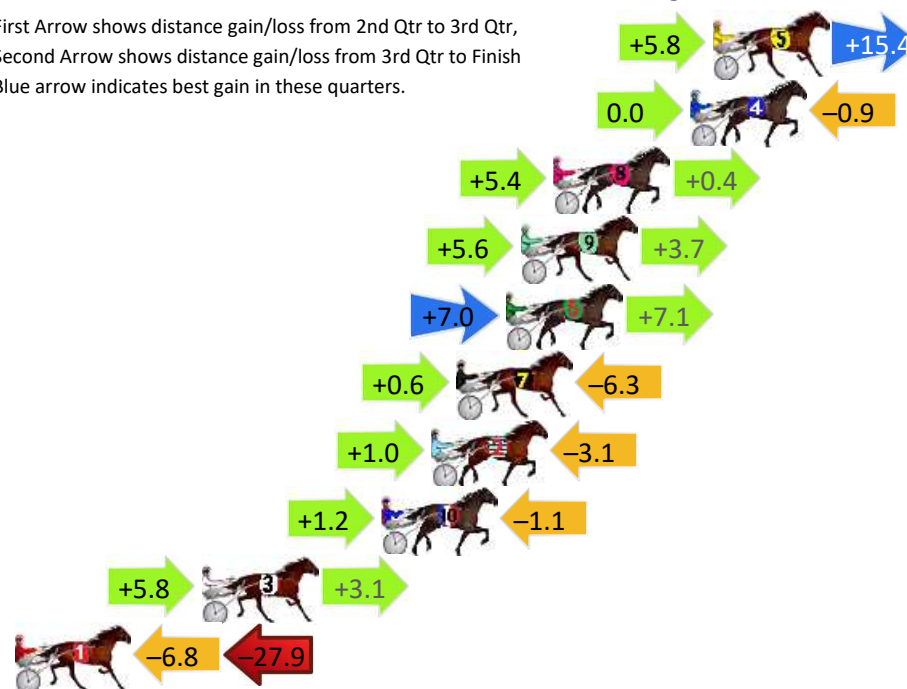 First Arrow shows distance gain/loss from 2nd Qtr to 3rd Qtr,
Second Arrow shows distance gain/loss from 3rd Qtr to Finish
Blue arrow indicates best gain in these quarters.
+5.8 5 +15.4
0.0 4 –0.9
+5.4 8 +0.4
+5.6 9 +3.7
+7.0 6 +7.1
+0.6 7 –6.3
+1.0 –3.1
+1.2 10 –1.1
+5.8 3 +3.1
1 –6.8 –27.9